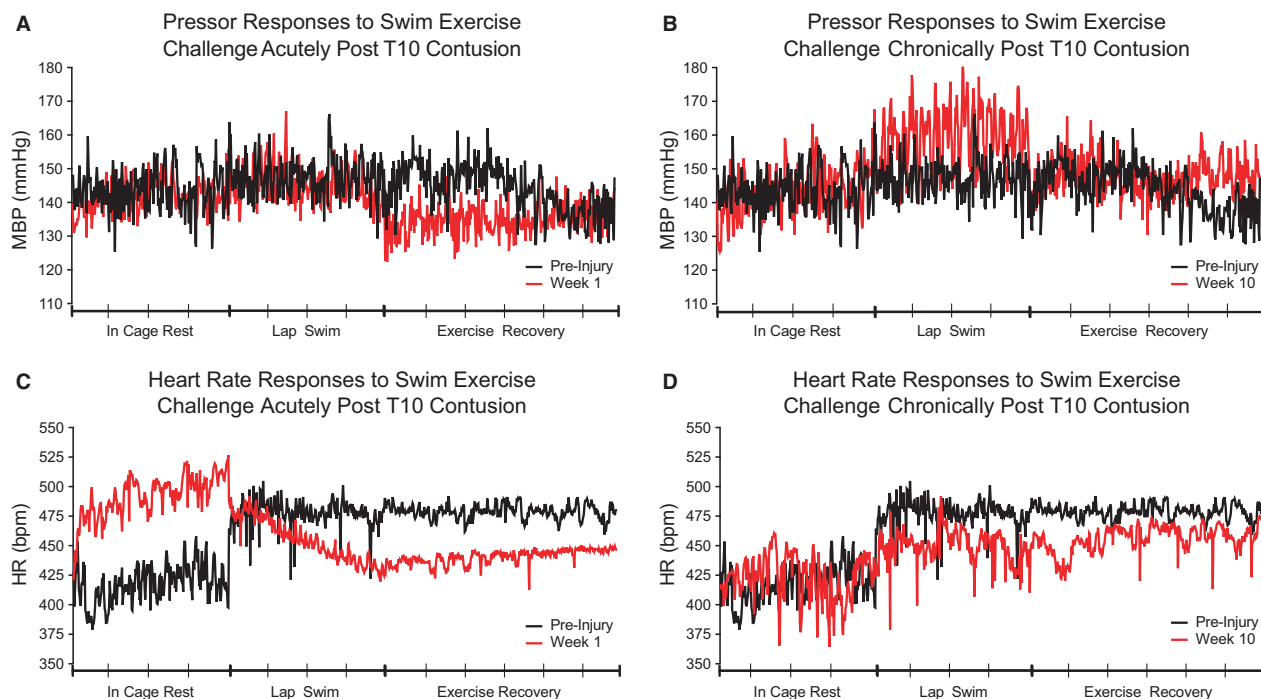 A
Pressor Responses to Swim Exercise
Challenge Acutely Post T10 Contusion
MBP (mmHg)
180
170
160
150
140
130
120
110
Pre-Injury
Week 1
In Cage Rest
Lap Swim
Exercise Recovery
B
Pressor Responses to Swim Exercise
Challenge Chronically Post T10 Contusion
MBP (mmHg)
180
170
160
150
140
130
120
110
Pre-Injury
Week 10
In Cage Rest
Lap Swim
Exercise Recovery
C
Heart Rate Responses to Swim Exercise
Challenge Acutely Post T10 Contusion
HR (bpm)
550
525
500
475
450
425
400
375
350
Pre-Injury
Week 1
In Cage Rest
Lap Swim
Exercise Recovery
D
Heart Rate Responses to Swim Exercise
Challenge Chronically Post T10 Contusion
HR (bpm)
550
525
500
475
450
425
400
375
350
Pre-Injury
Week 10
In Cage Rest
Lap Swim
Exercise Recovery